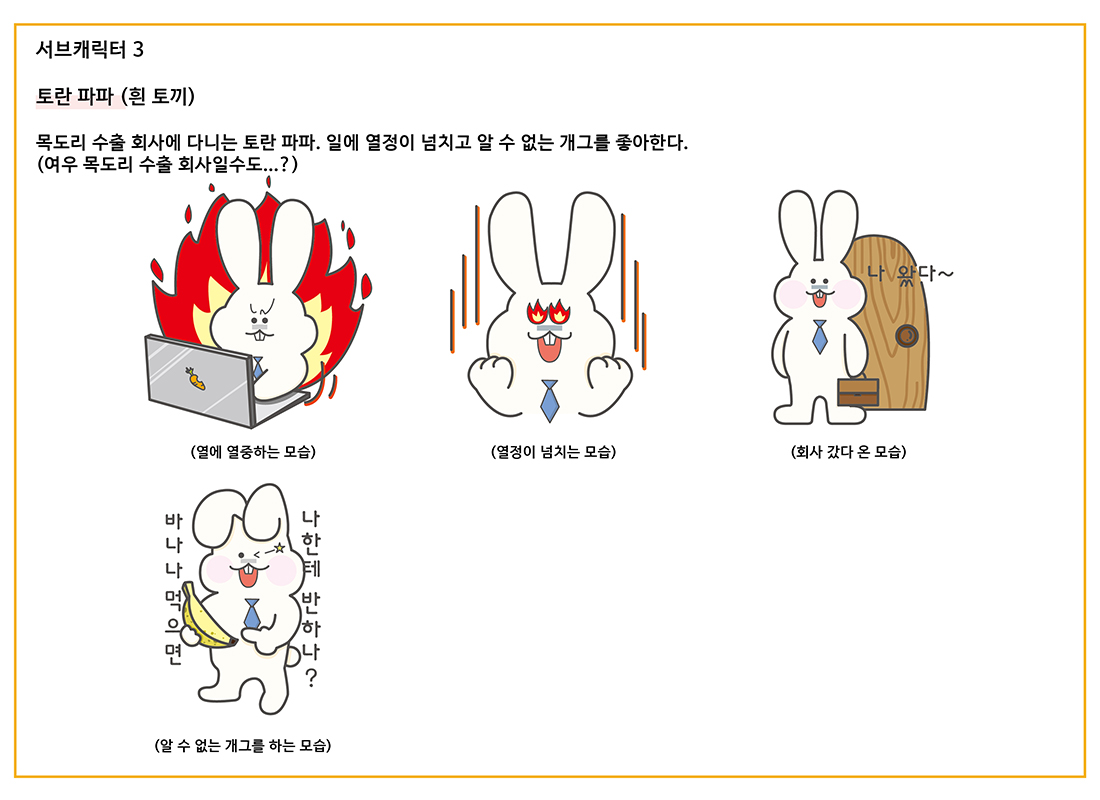 서브캐릭터 3
토란 파파 (흰 토끼)
목도리 수출 회사에 다니는 토란 파파. 일에 열정이 넘치고 알 수 없는 개그를 좋아한다.
(여우 목도리 수출 회사일수도...?)
나 왔다~
(열에 열중하는 모습)
(열정이 넘치는 모습)
(회사 갔다 온 모습)
바나나 먹으면
나한테 반하나?
(알 수 없는 개그를 하는 모습)